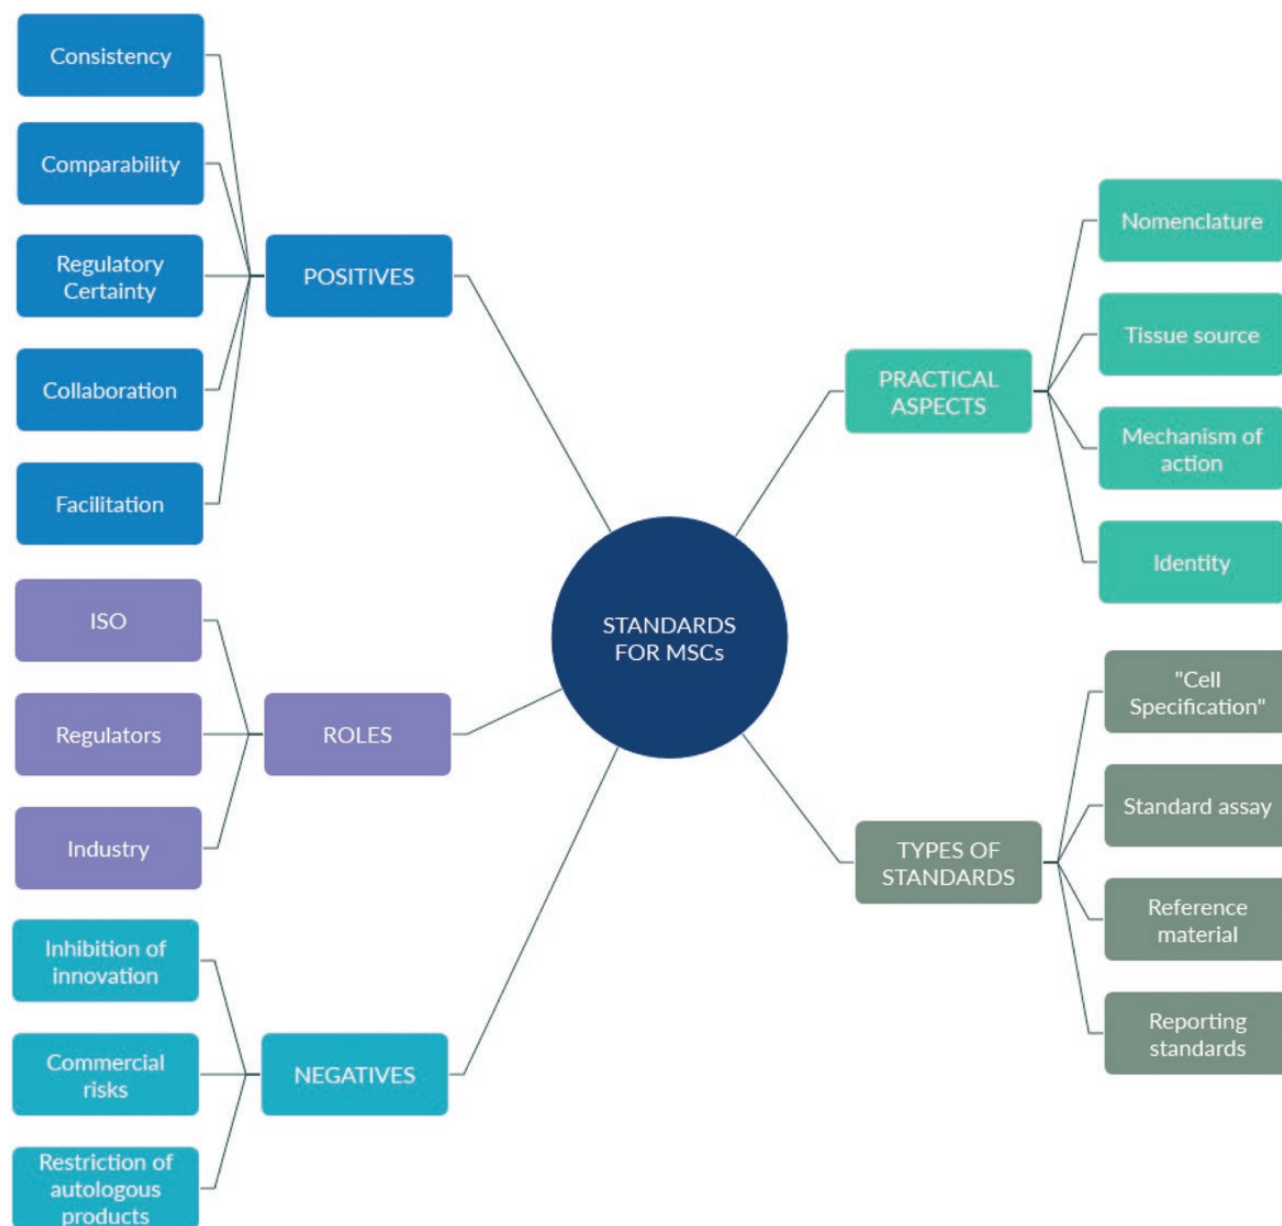 Consistency
Comparability
Regulatory
Certainty
Collaboration
Facilitation
POSITIVES
ISO
Regulators
Industry
ROLES
Inhibition of
innovation
Commercial
risks
Restriction of
autologous
products
NEGATIVES
STANDARDS
FOR MSCs
PRACTICAL
ASPECTS
Nomenclature
Tissue source
Mechanism of
action
Identity
TYPES OF
STANDARDS
"Cell
Specification"
Standard assay
Reference
material
Reporting
standards